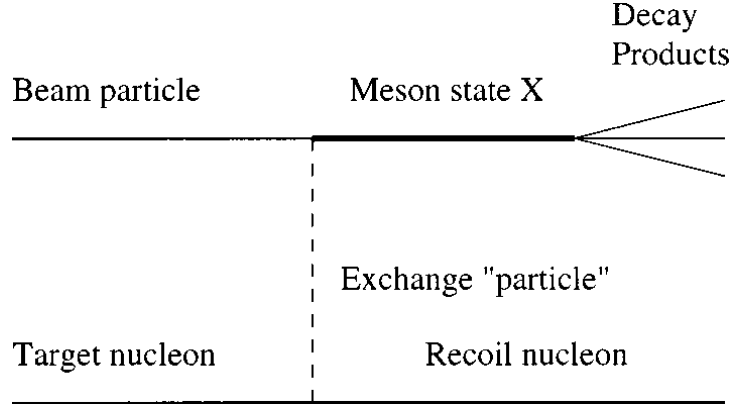 Decay
Products
Beam particle
Meson state X
Exchange "particle"
Target nucleon
Recoil nucleon